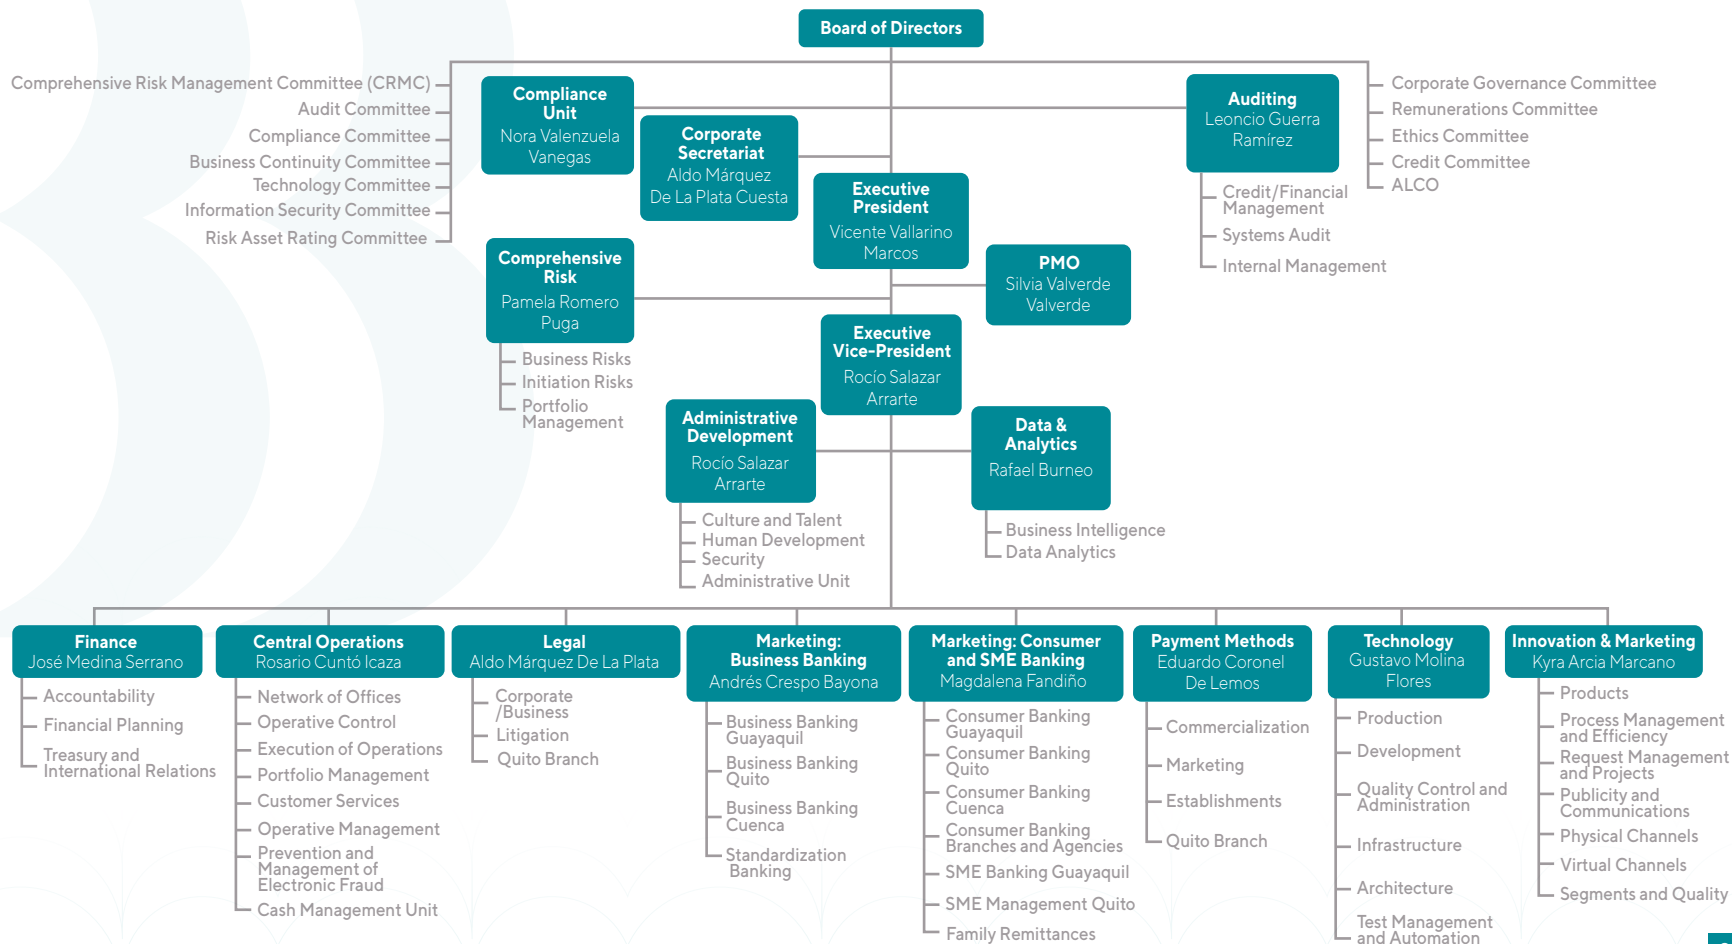 Board of Directors
Comprehensive Risk Management Committee (CRMC)
Audit Committee
Compliance Committee
Business Continuity Committee
Technology Committee
Information Security Committee
Risk Asset Rating Committee
Compliance
Unit
Nora Valenzuela
Vanegas
Corporate
Secretariat
Aldo Márquez
De La Plata Cuesta
Auditing
Leoncio Guerra
Ramírez
Credit/Financial
Management
Systems Audit
Internal Management
Corporate Governance Committee
Remunerations Committee
Ethics Committee
Credit Committee
ALCO
Executive
President
Vicente Vallarino
Marcos
Comprehensive
Risk
Pamela Romero
Puga
Business Risks
Initiation Risks
Portfolio
Management
PMO
Silvia Valverde
Valverde
Executive
Vice-President
Rocío Salazar
Arrarte
Administrative
Development
Rocío Salazar
Arrarte
Culture and Talent
Human Development
Security
Administrative Unit
Data &
Analytics
Rafael Burneo
Business Intelligence
Data Analytics
Finance
José Medina Serrano
Accountability
Financial Planning
Treasury and
International Relations
Central Operations
Rosario Cuntó Icaza
Network of Offices
Operative Control
Execution of Operations
Portfolio Management
Customer Services
Operative Management
Prevention and
Management of
Electronic Fraud
Cash Management Unit
Legal
Aldo Márquez De La Plata
Corporate
/Business
Litigation
Quito Branch
Marketing:
Business Banking
Andrés Crespo Bayona
Business Banking
Guayaquil
Business Banking
Quito
Business Banking
Cuenca
Standardization
Banking
Marketing: Consumer
and SME Banking
Magdalena Fandiño
Consumer Banking
Guayaquil
Consumer Banking
Quito
Consumer Banking
Cuenca
Consumer Banking
Branches and Agencies
SME Banking Guayaquil
SME Management Quito
Family Remittances
Payment Methods
Eduardo Coronel
De Lemos
Commercialization
Marketing
Establishments
Quito Branch
Technology
Gustavo Molina
Flores
Production
Development
Quality Control and
Administration
Infrastructure
Architecture
Test Management
and Automation
Innovation & Marketing
Kyra Arcia Marcano
Products
Process Management
and Efficiency
Request Management
and Projects
Publicity and
Communications
Physical Channels
Virtual Channels
Segments and Quality